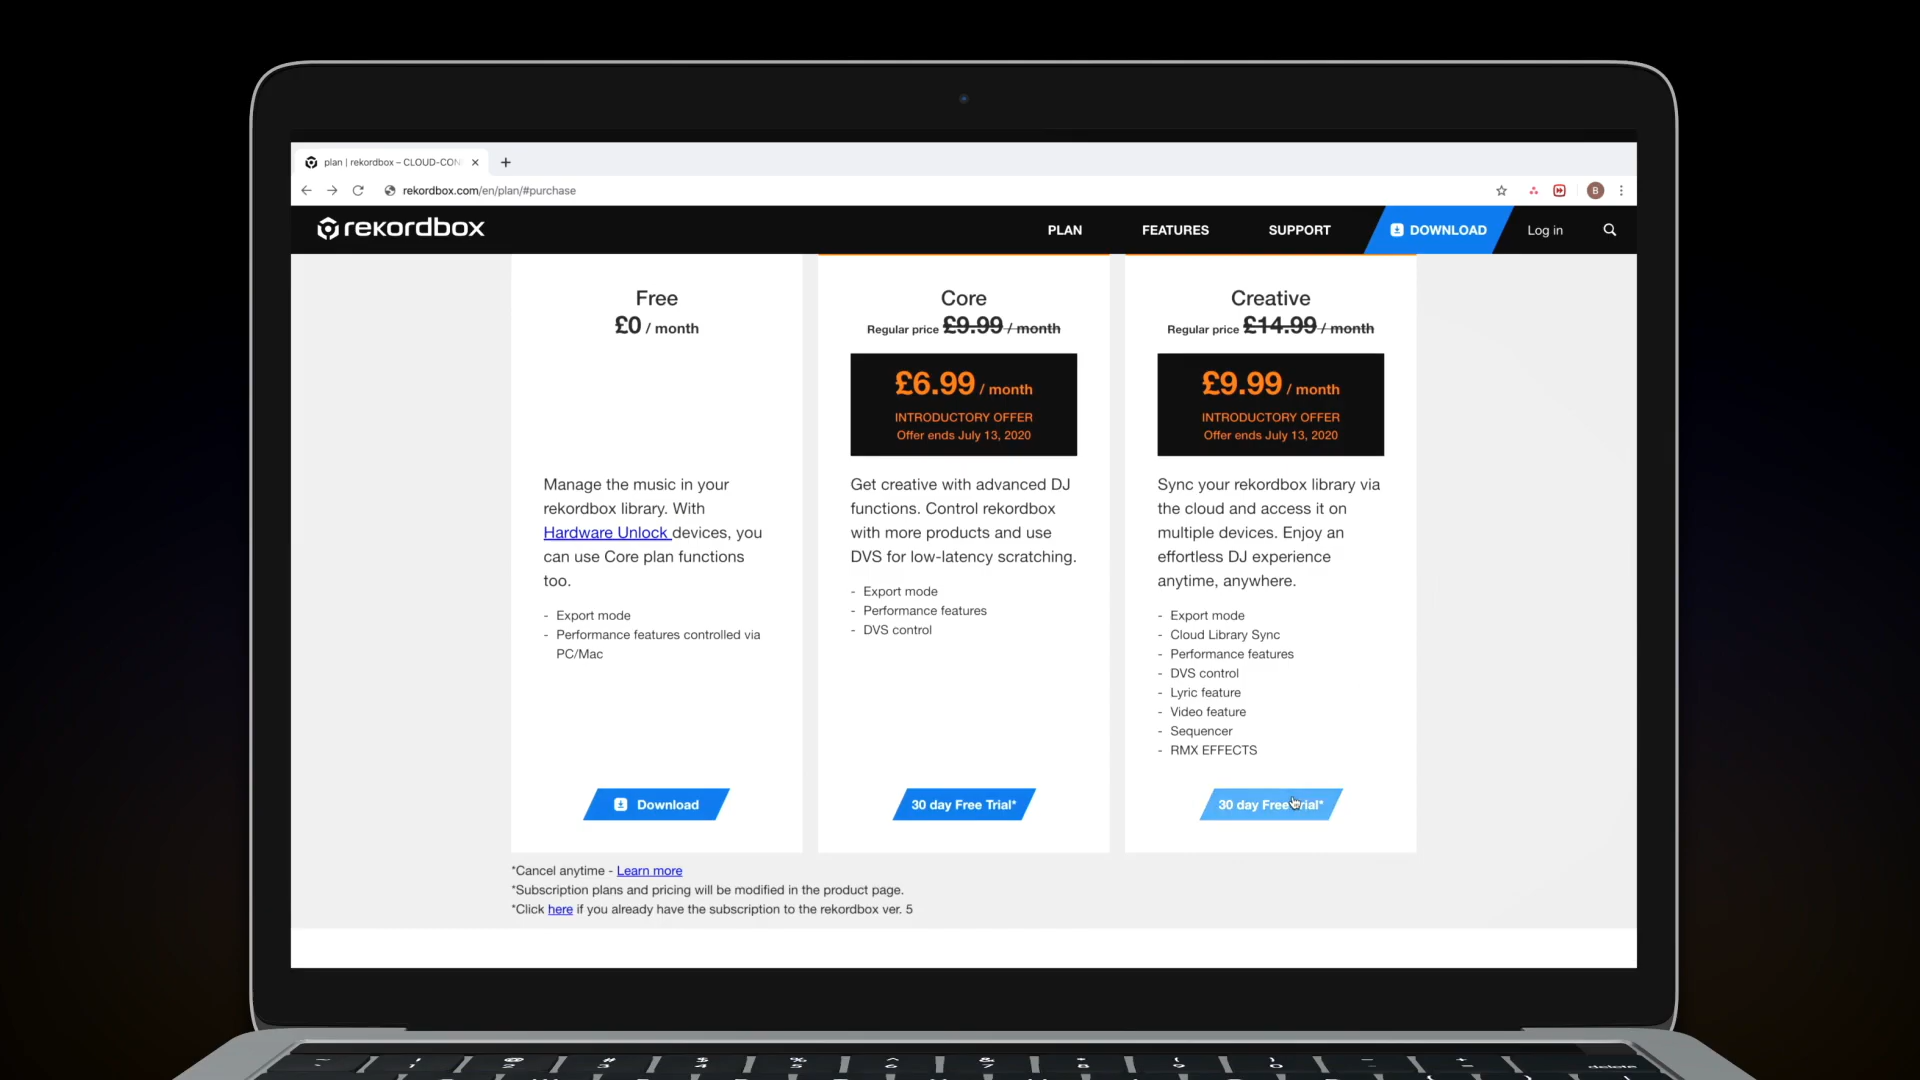 plan | rekordbox – CLOUD-CON
rekordbox.com/en/plan/#purchase
B
rekordbox
PLAN
FEATURES
SUPPORT
DOWNLOAD
Log in
Free
£0 / month
Manage the music in your
rekordbox library. With
Hardware Unlock devices, you
can use Core plan functions
too.
- Export mode
- Performance features controlled via
PC/Mac
Download
Core
Regular price £9.99 / month
£6.99 / month
INTRODUCTORY OFFER
Offer ends July 13, 2020
Get creative with advanced DJ
functions. Control rekordbox
with more products and use
DVS for low-latency scratching.
- Export mode
- Performance features
- DVS control
30 day Free Trial*
Creative
Regular price £14.99 / month
£9.99 / month
INTRODUCTORY OFFER
Offer ends July 13, 2020
Sync your rekordbox library via
the cloud and access it on
multiple devices. Enjoy an
effortless DJ experience
anytime, anywhere.
- Export mode
- Cloud Library Sync
- Performance features
- DVS control
- Lyric feature
- Video feature
- Sequencer
- RMX EFFECTS
30 day Free Trial*
*Cancel anytime - Learn more
*Subscription plans and pricing will be modified in the product page.
*Click here if you already have the subscription to the rekordbox ver. 5